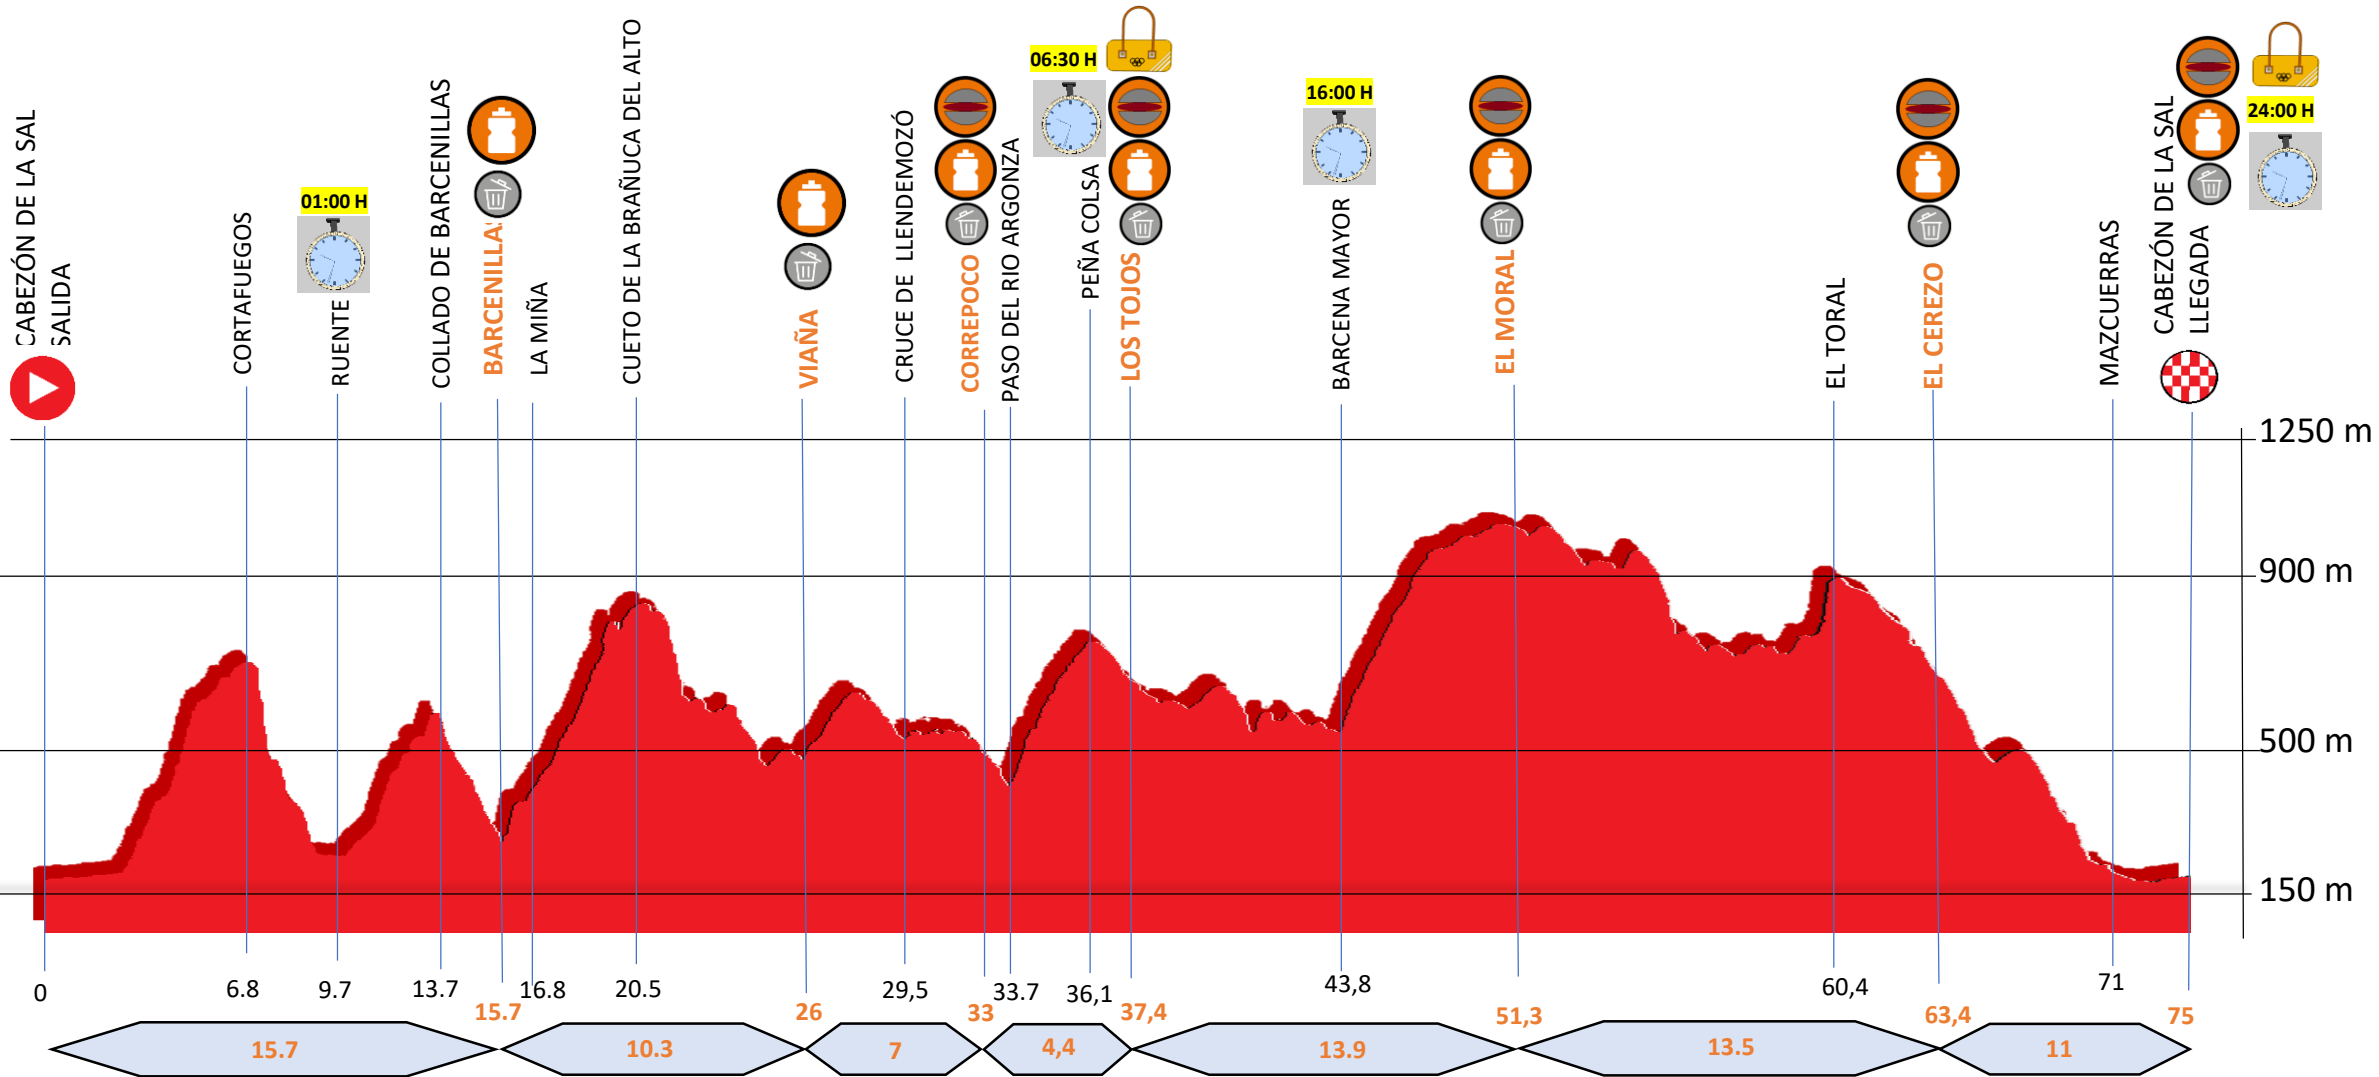 CABEZÓN DE LA SAL
SALIDA
CORTAFUEGOS
01:00 H
RUENTE
COLLADO DE BARCENILLAS
BARCENILLA
LA MIÑA
CUETO DE LA BRAÑUCA DEL ALTO
VIAÑA
CRUCE DE LLENDEMOZÓ
CORREPOCO
PASO DEL RIO ARGONZA
06:30 H
PEÑA COLSA
LOS TOJOS
16:00 H
BARCENA MAYOR
EL MORAL
EL TORAL
EL CEREZO
MAZCUERRAS
CABEZÓN DE LA SAL
LLEGADA
24:00 H
1250 m
900 m
500 m
150 m
0
6.8
9.7
13.7
15.7
16.8
20.5
26
29,5
33
33.7
36,1
37,4
43,8
51,3
60,4
63,4
71
75
15.7
10.3
7
4,4
13.9
13.5
11